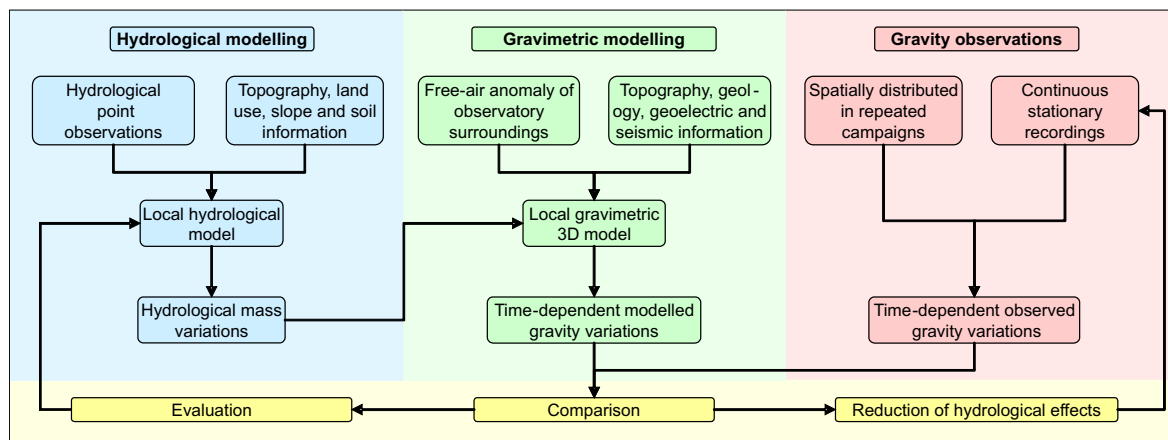 Hydrological modelling
Gravimetric modelling
Gravity observations
Hydrological
point
observations
Topography, land
use, slope and soil
information
Free-air anomaly of
observatory
surroundings
Topography, geol-
ogy, geoelectric and
seismic information
Spatially distributed
in repeated
campaigns
Continuous
stationary
recordings
Local hydrological
model
Local gravimetric
3D model
Hydrological mass
variations
Time-dependent modelled
gravity variations
Time-dependent observed
gravity variations
Evaluation
Comparison
Reduction of hydrological effects